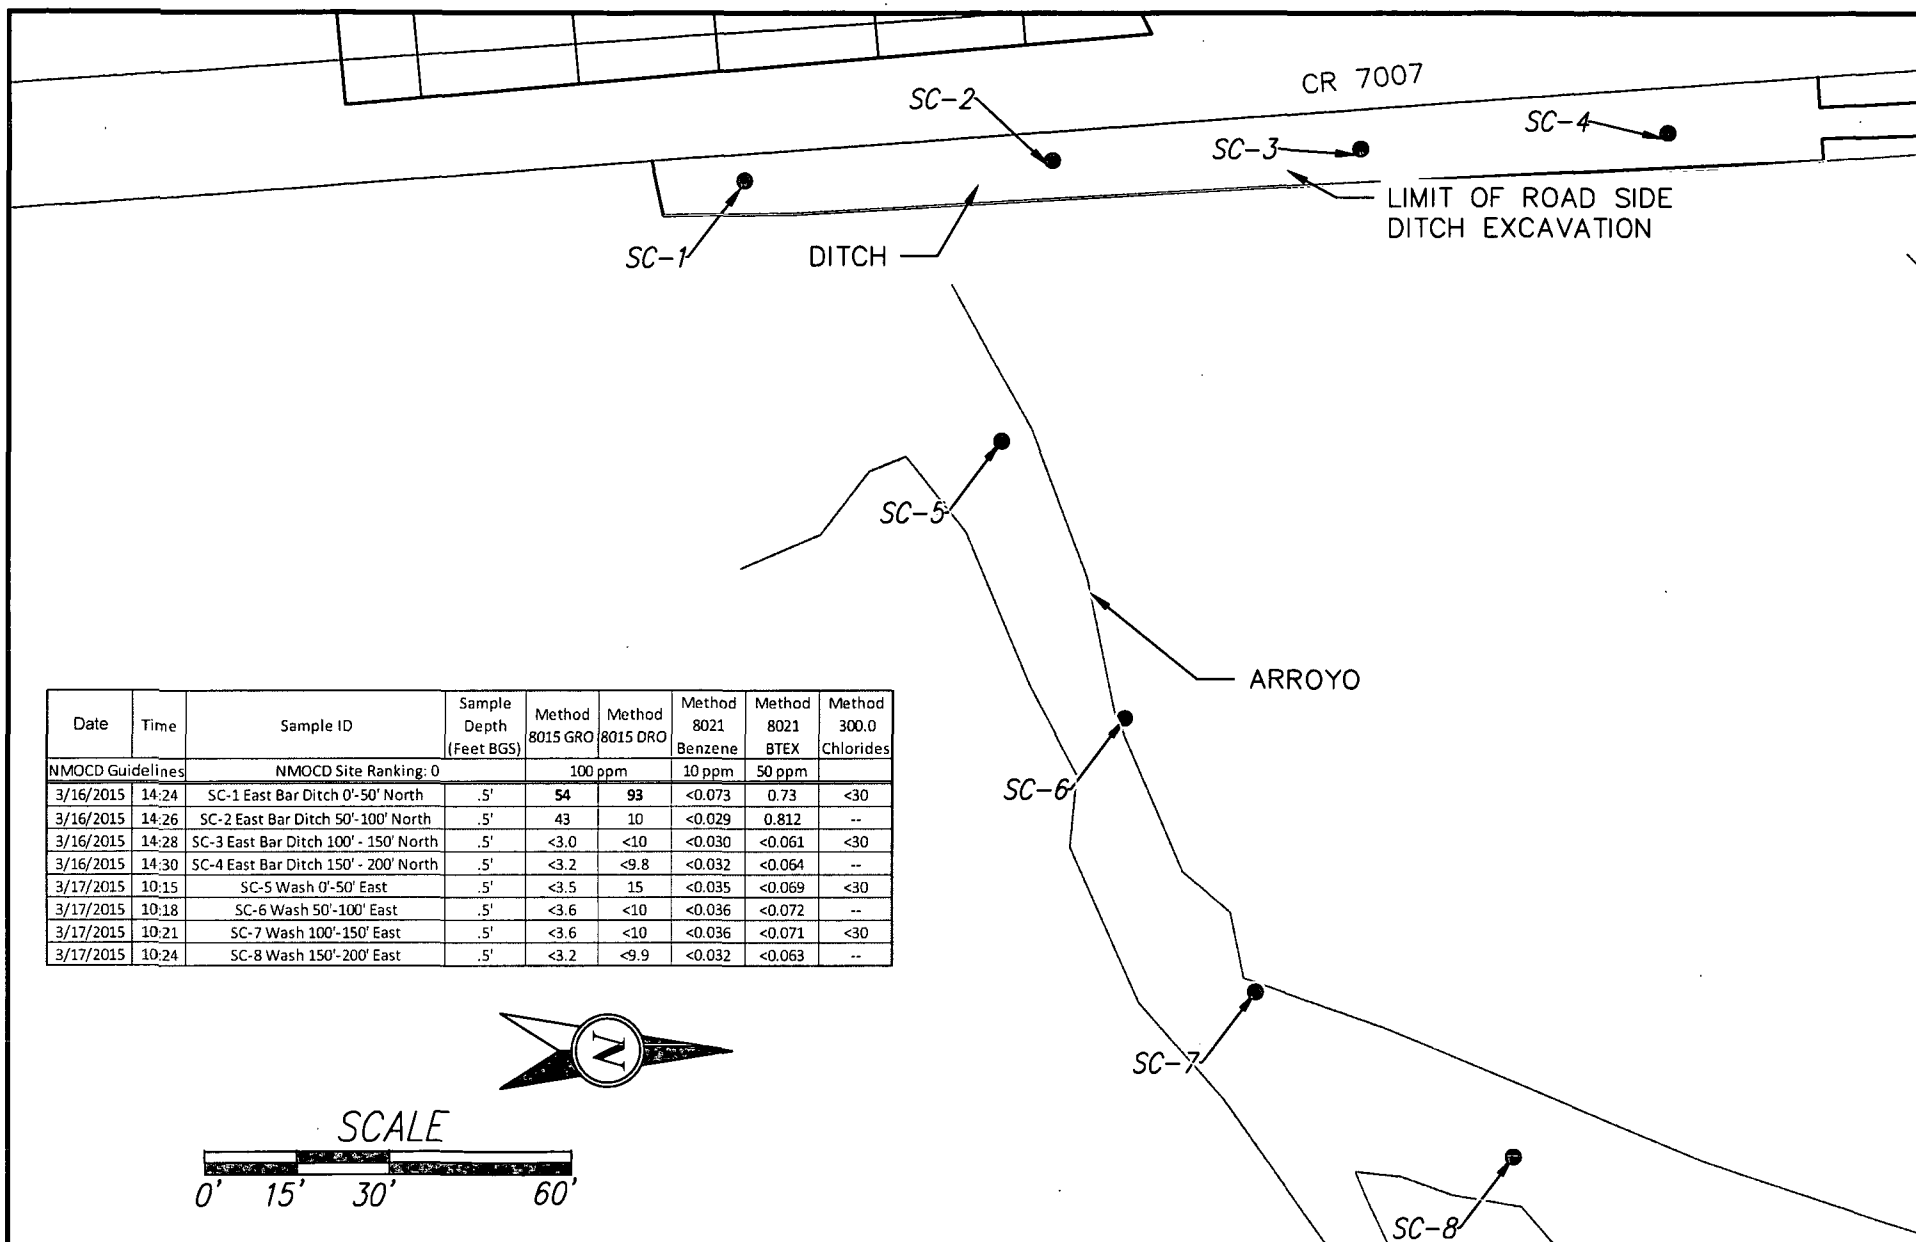 CR 7007
SC-2
SC-4
SC-3
LIMIT OF ROAD SIDE
DITCH EXCAVATION
SC-1
DITCH
SC-5
ARROYO
SC-6
Date Time Sample ID Sample Depth (Feet BGS) Method 8015 GRO Method 8015 DRO Method 8021 Benzene Method 8021 BTEX Method 300.0 Chlorides
NMOCD Guidelines NMOCD Site Ranking: 0 100 ppm 10 ppm 50 ppm
3/16/2015 14:24 SC-1 East Bar Ditch 0'-50' North .5' 54 93 <0.073 0.73 <30
3/16/2015 14:26 SC-2 East Bar Ditch 50'-100' North .5' 43 10 <0.029 0.812 --
3/16/2015 14:28 SC-3 East Bar Ditch 100' - 150' North .5' <3.0 <10 <0.030 <0.061 <30
3/16/2015 14:30 SC-4 East Bar Ditch 150' - 200' North .5' <3.2 <9.8 <0.032 <0.064 --
3/17/2015 10:15 SC-5 Wash 0'-50' East .5' <3.5 15 <0.035 <0.069 <30
3/17/2015 10:18 SC-6 Wash 50'-100' East .5' <3.6 <10 <0.036 <0.072 --
3/17/2015 10:21 SC-7 Wash 100'-150' East .5' <3.6 <10 <0.036 <0.071 <30
3/17/2015 10:24 SC-8 Wash 150'-200' East .5' <3.2 <9.9 <0.032 <0.063 --
N
SC-7
SCALE
0' 15' 30' 60'
SC-8